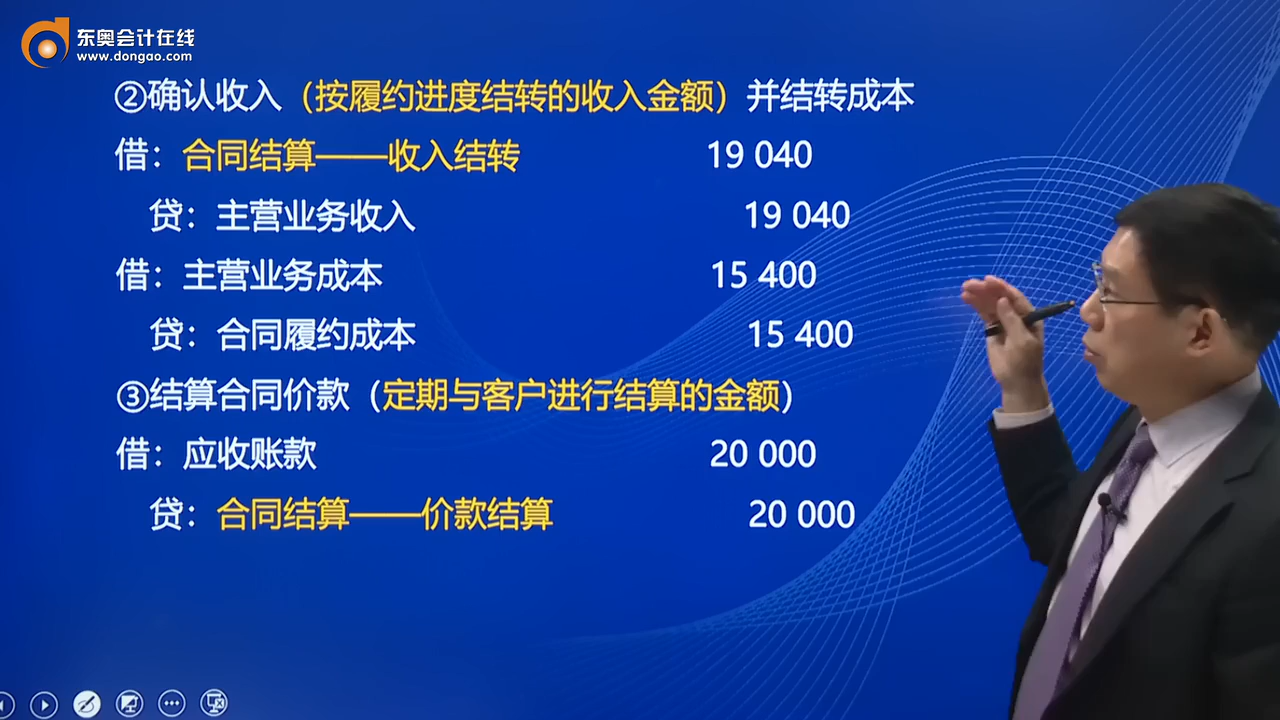 东奥会计在线
www.dongao.com
②确认收入（按履约进度结转的收入金额）并结转成本
借：合同结算——收入结转 19 040
贷：主营业务收入 19 040
借：主营业务成本 15 400
贷：合同履约成本 15 400
③结算合同价款（定期与客户进行结算的金额）
借：应收账款 20 000
贷：合同结算——价款结算 20 000